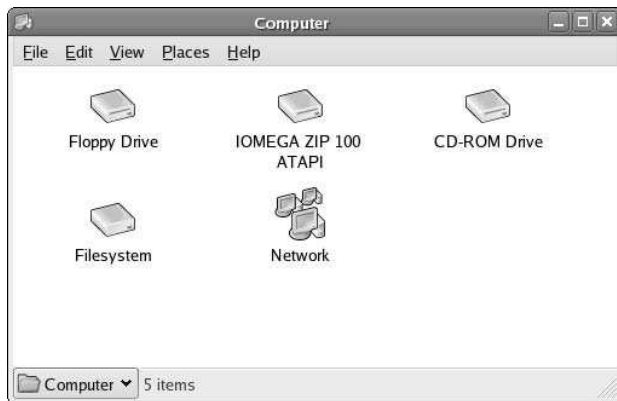 Computer
File Edit View Places Help
Floppy Drive IOMEGA ZIP 100 CD-ROM Drive
ATAPI
Filesystem Network
Computer 5 items